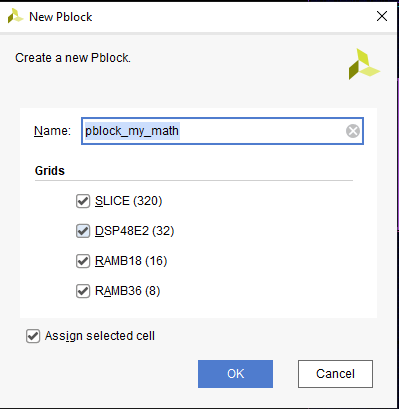 New Pblock
Create a new Pblock.
Name: pblock_my_math
Grids
SLICE (320)
DSP48E2 (32)
RAMB18 (16)
RAMB36 (8)
Assign selected cell
OK Cancel